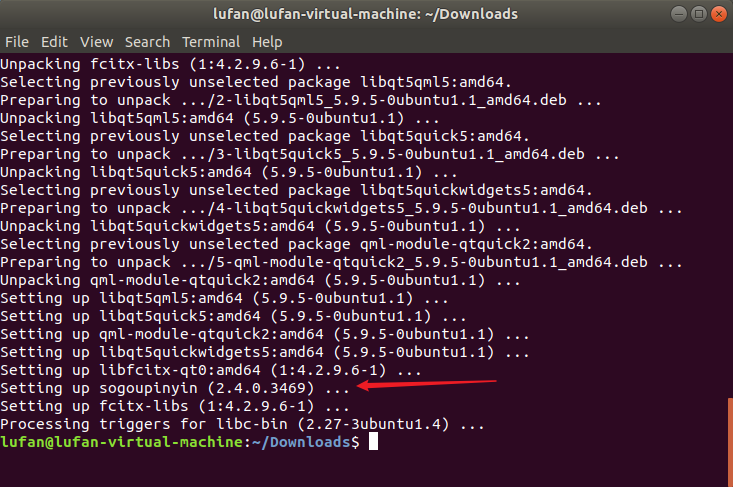 lufan@lufan-virtual-machine: ~/Downloads
File Edit View Search Terminal Help
Unpacking fcitx-libs (1:4.2.9.6-1) ...
Selecting previously unselected package libqt5qml5:amd64.
Preparing to unpack .../2-libqt5qml5_5.9.5-0ubuntu1.1_amd64.deb ...
Unpacking libqt5qml5:amd64 (5.9.5-0ubuntu1.1) ...
Selecting previously unselected package libqt5quick5:amd64.
Preparing to unpack .../3-libqt5quick5_5.9.5-0ubuntu1.1_amd64.deb ...
Unpacking libqt5quick5:amd64 (5.9.5-0ubuntu1.1) ...
Selecting previously unselected package libqt5quickwidgets5:amd64.
Preparing to unpack .../4-libqt5quickwidgets5_5.9.5-0ubuntu1.1_amd64.deb ...
Unpacking libqt5quickwidgets5:amd64 (5.9.5-0ubuntu1.1) ...
Selecting previously unselected package qml-module-qtquick2:amd64.
Preparing to unpack .../5-qml-module-qtquick2_5.9.5-0ubuntu1.1_amd64.deb ...
Unpacking qml-module-qtquick2:amd64 (5.9.5-0ubuntu1.1) ...
Setting up libqt5qml5:amd64 (5.9.5-0ubuntu1.1) ...
Setting up libqt5quick5:amd64 (5.9.5-0ubuntu1.1) ...
Setting up qml-module-qtquick2:amd64 (5.9.5-0ubuntu1.1) ...
Setting up libqt5quickwidgets5:amd64 (5.9.5-0ubuntu1.1) ...
Setting up libfcitx-qt0:amd64 (1:4.2.9.6-1) ...
Setting up sogoupinyin (2.4.0.3469) ...
Setting up fcitx-libs (1:4.2.9.6-1) ...
Processing triggers for libc-bin (2.27-3ubuntu1.4) ...
lufan@lufan-virtual-machine:~/Downloads$